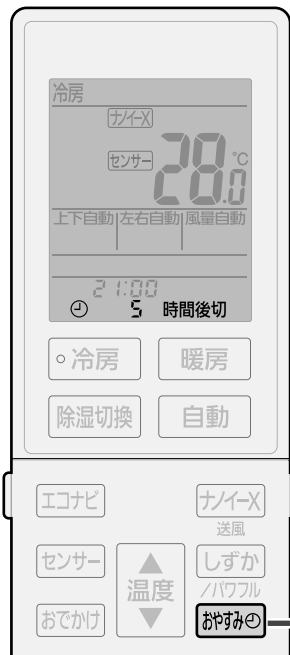 冷房
ナノイーX
センサー 28.0℃
上下自動 左右自動 風量自動
21:00
5 時間後切
冷房 暖房
除湿切換 自動
エコナビ ナノイーX
送風
センサー ▲ しずか
温度 /パワフル
おでかけ ▼ おやすみ